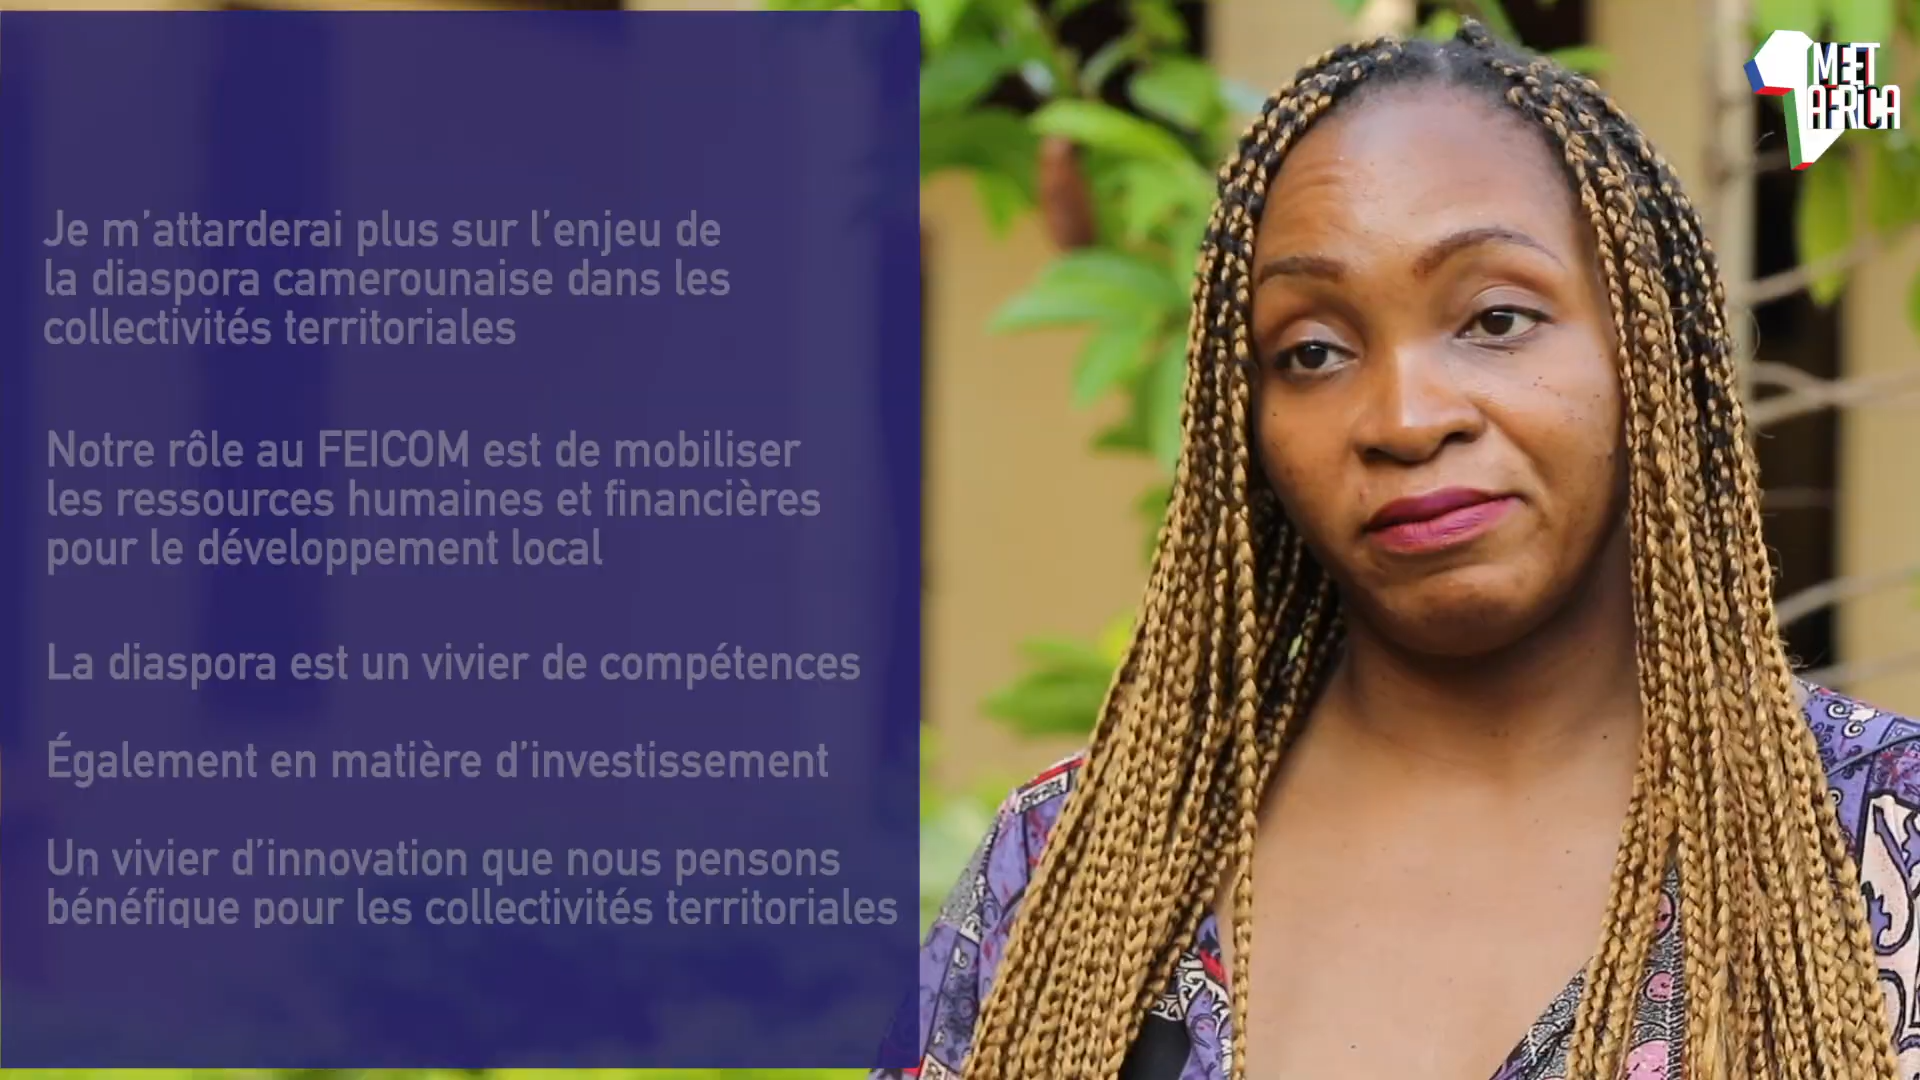 MEET
AFRICA
Je m'attarderai plus sur l'enjeu de
la diaspora camerounaise dans les
collectivités territoriales
Notre rôle au FEICOM est de mobiliser
les ressources humaines et financières
pour le développement local
La diaspora est un vivier de compétences
Également en matière d'investissement
Un vivier d'innovation que nous pensons
bénéfique pour les collectivités territoriales